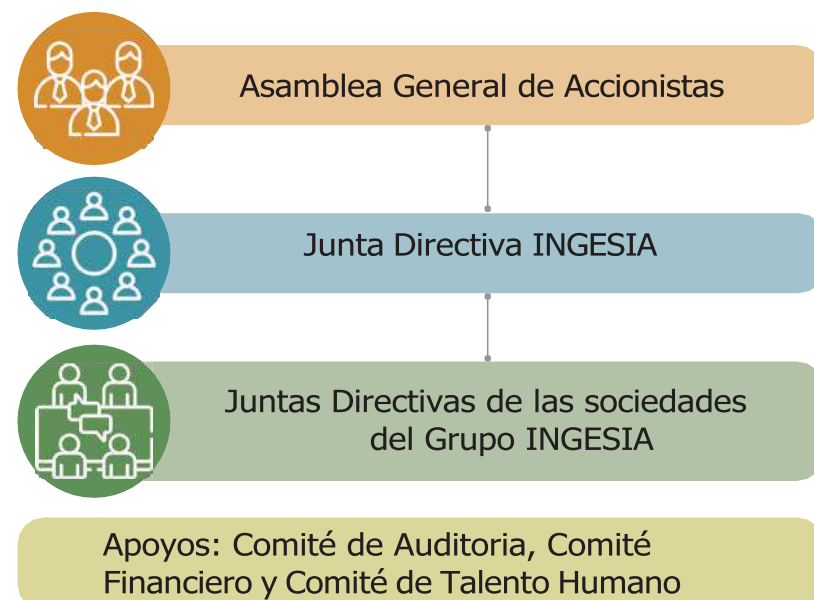 Asamblea General de Accionistas
Junta Directiva INGESIA
Juntas Directivas de las sociedades
del Grupo INGESIA
Apoyos: Comité de Auditoria, Comité
Financiero y Comité de Talento Humano